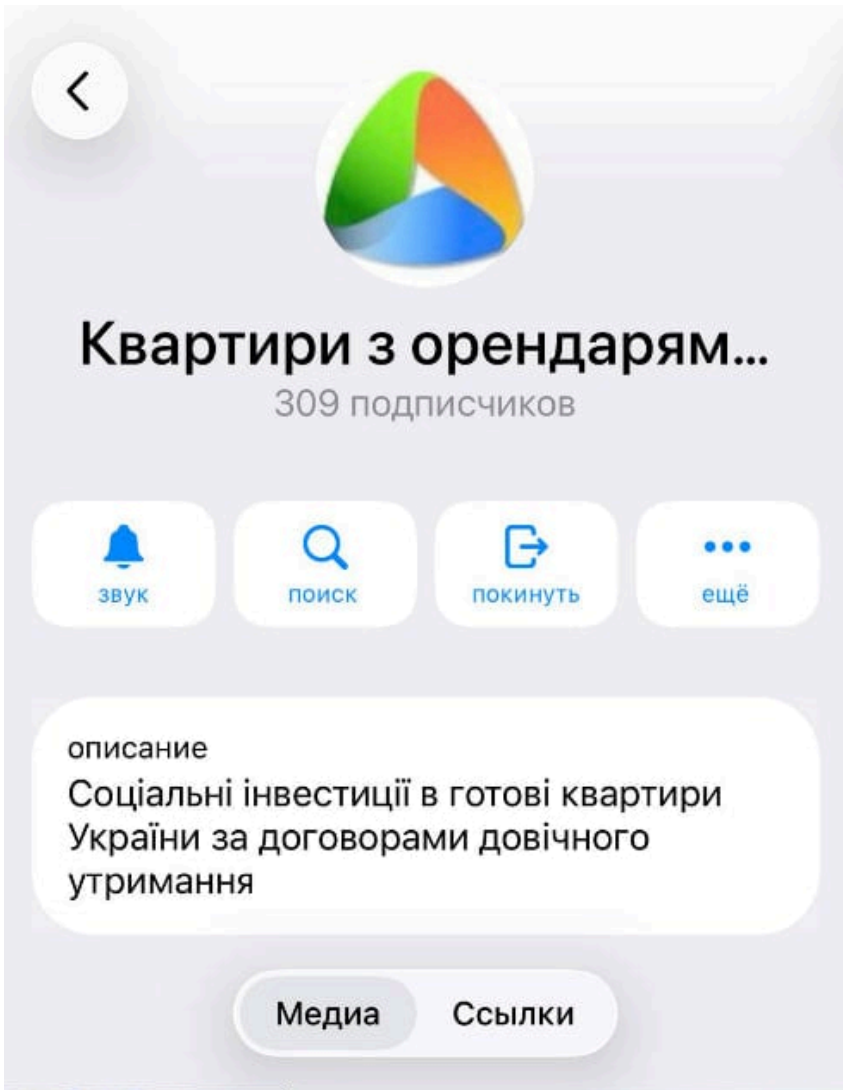 Квартири з орендарям...
309 подписчиков
звук
поиск
покинуть
ещё
описание
Соціальні інвестиції в готові квартири
України за договорами довічного
утримання
Медиа
Ссылки